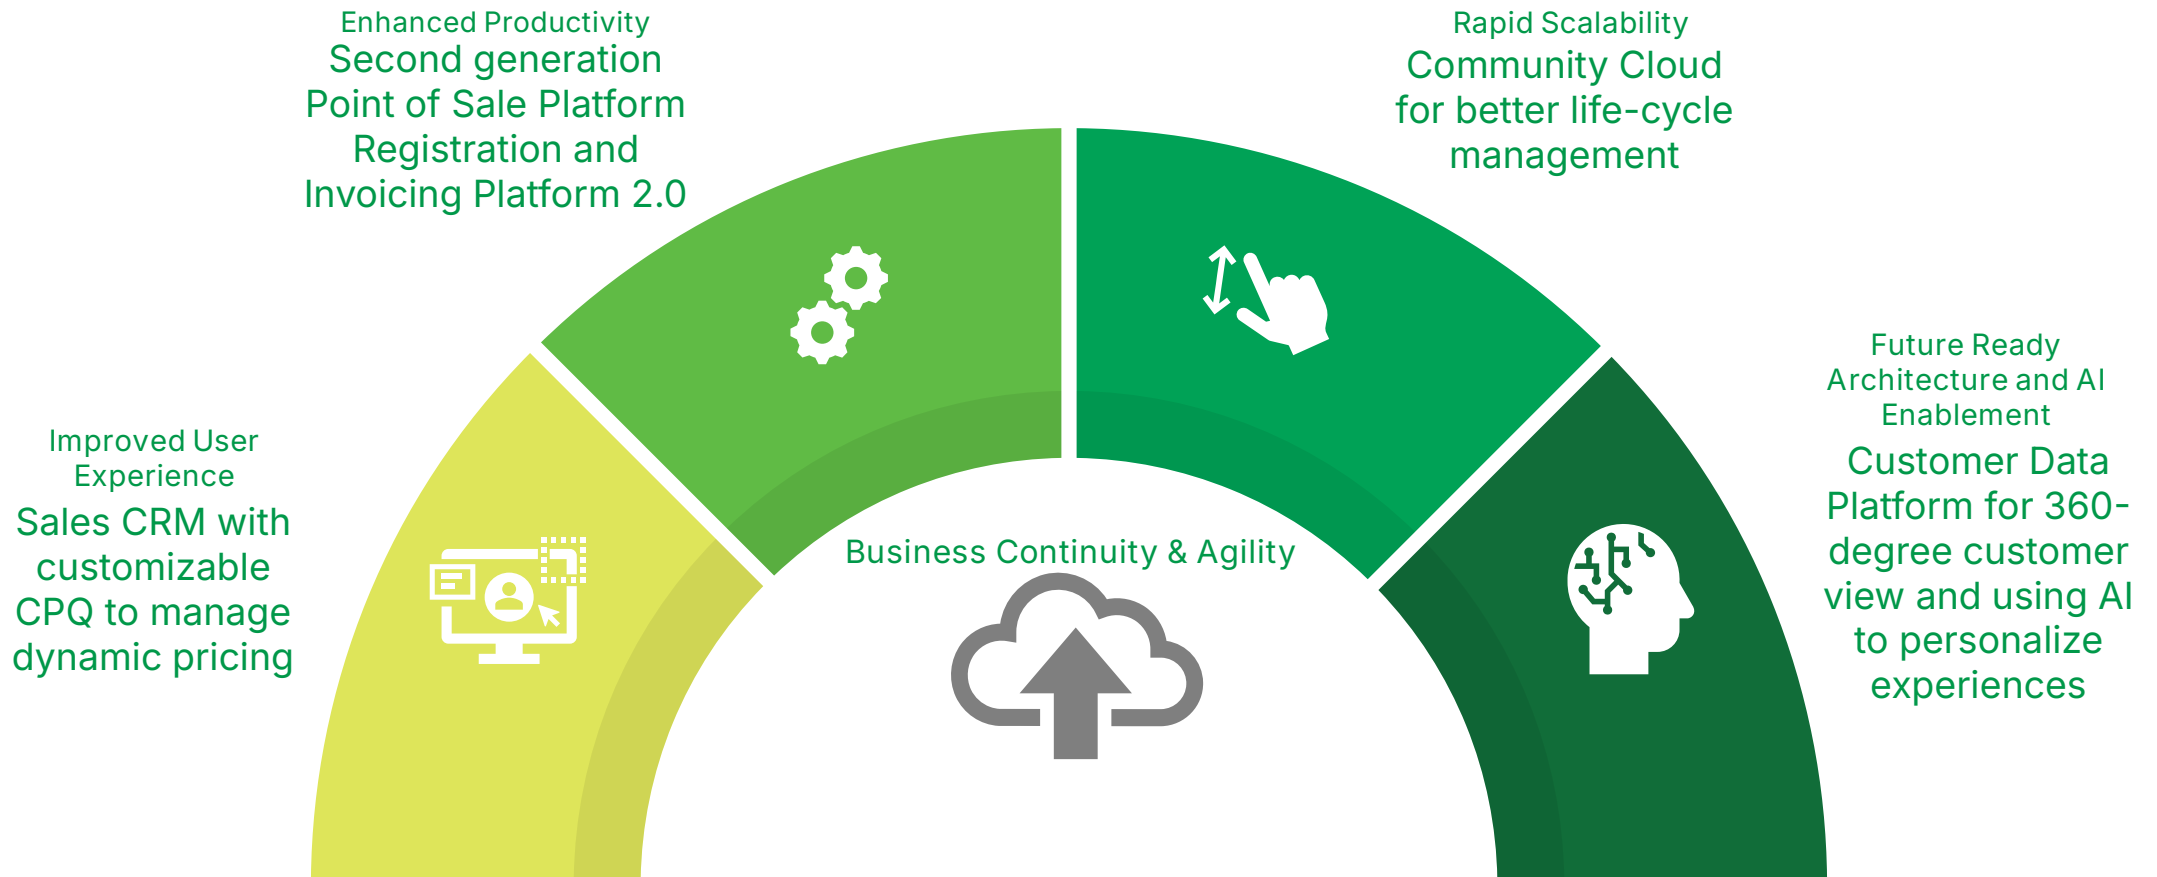 Enhanced Productivity
Second generation
Point of Sale Platform
Registration and
Invoicing Platform 2.0
Rapid Scalability
Community Cloud
for better life-cycle
management
Improved User
Experience
Sales CRM with
customizable
CPQ to manage
dynamic pricing
Business Continuity & Agility
Future Ready
Architecture and AI
Enablement
Customer Data
Platform for 360-
degree customer
view and using AI
to personalize
experiences